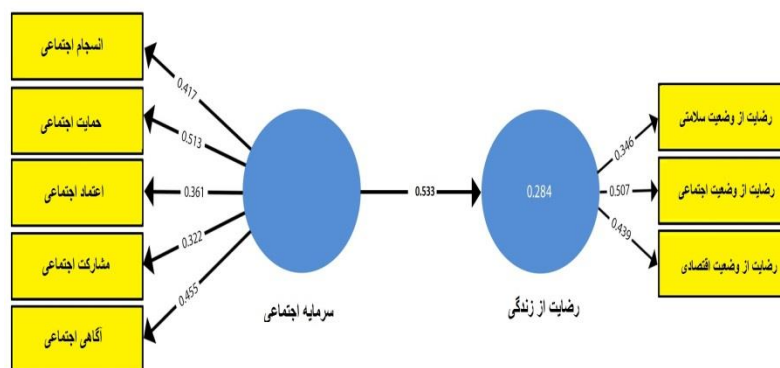 انسجام اجتماعی
حمایت اجتماعی
اعتماد اجتماعی
مشارکت اجتماعی
آگاهی اجتماعی
0.417
0.513
0.361
0.322
0.455
سرمایه اجتماعی
0.533
0.284
رضایت از زندگی
0.346
0.507
0.439
رضایت از وضعیت سلامتی
رضایت از وضعیت اجتماعی
رضایت از وضعیت اقتصادی